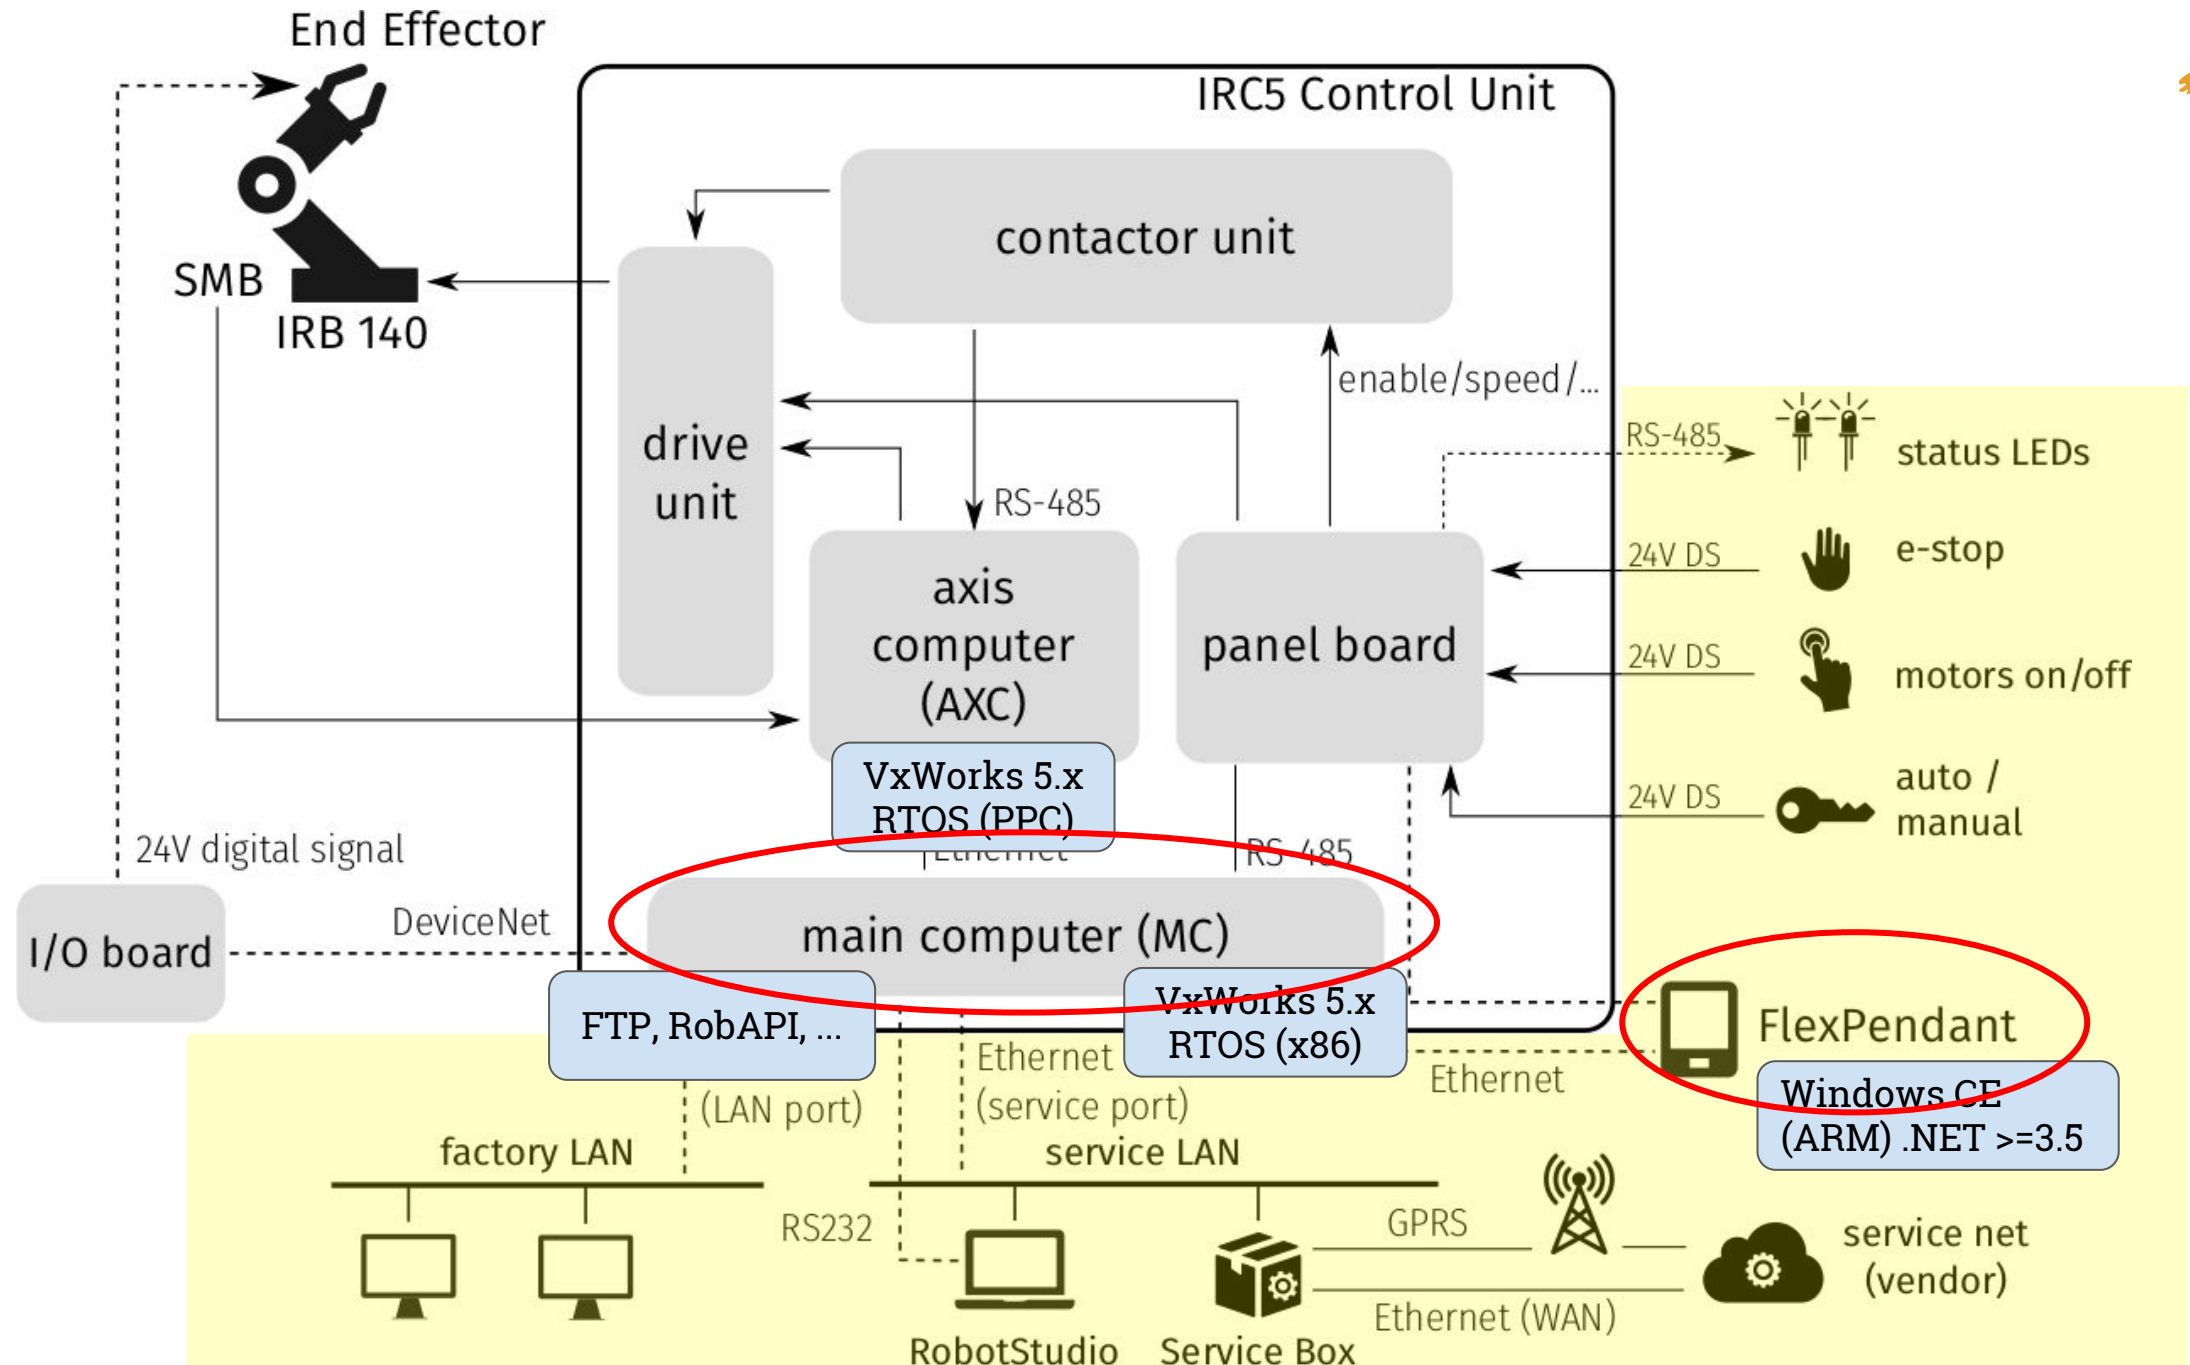 End Effector
IRC5 Control Unit
contactor unit
SMB
IRB 140
enable/speed/...
drive
unit
RS-485
status LEDs
RS-485
24V DS
e-stop
axis
computer
(AXC)
panel board
24V DS
motors on/off
VxWorks 5.x
RTOS (PPC)
24V DS
auto /
manual
24V digital signal
Ethernet
RS-485
I/O board
DeviceNet
main computer (MC)
FTP, RobAPI, ...
VxWorks 5.x
RTOS (x86)
FlexPendant
Windows CE
(ARM) .NET >=3.5
Ethernet
(service port)
Ethernet
(LAN port)
factory LAN
service LAN
RS232
GPRS
service net
(vendor)
Ethernet (WAN)
RobotStudio
Service Box